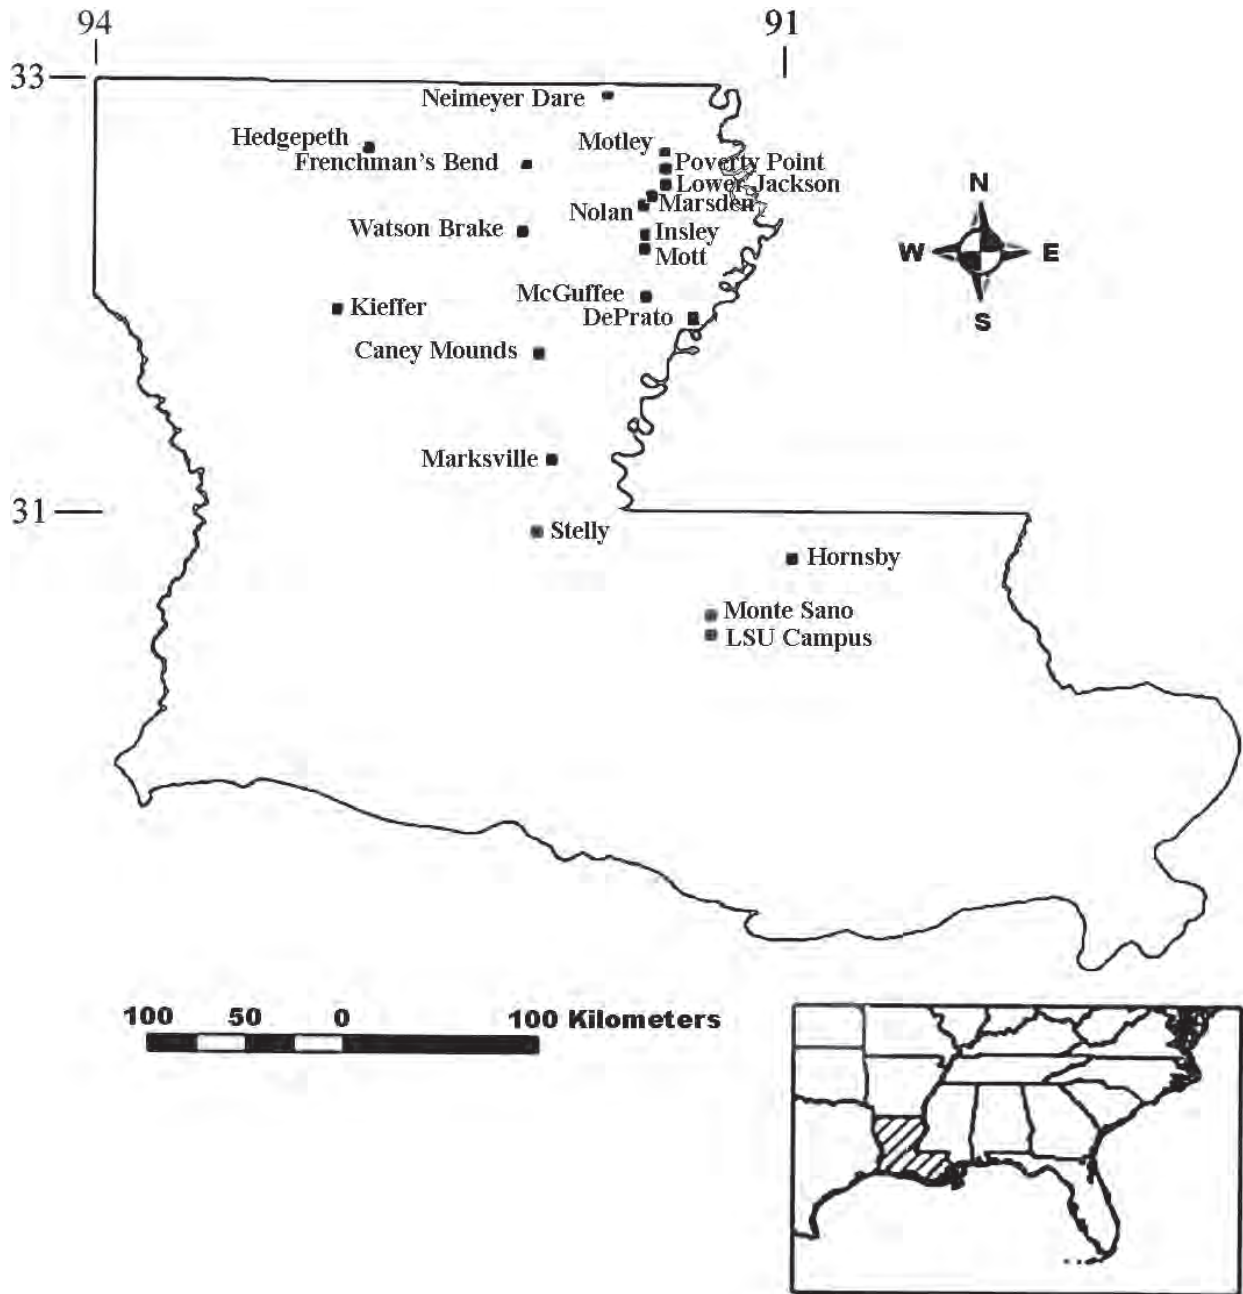 94
91
33
Neimeyer Dare
Hedgepeth
Motley
Frenchman's Bend
Poverty Point
Lower Jackson
Marsden
Nolan
Watson Brake
Insley
Mott
N
W
E
S
McGuffee
Kieffer
DePrato
Caney Mounds
Marksville
31
Stelly
Hornsby
Monte Sano
LSU Campus
100 50 0 100 Kilometers